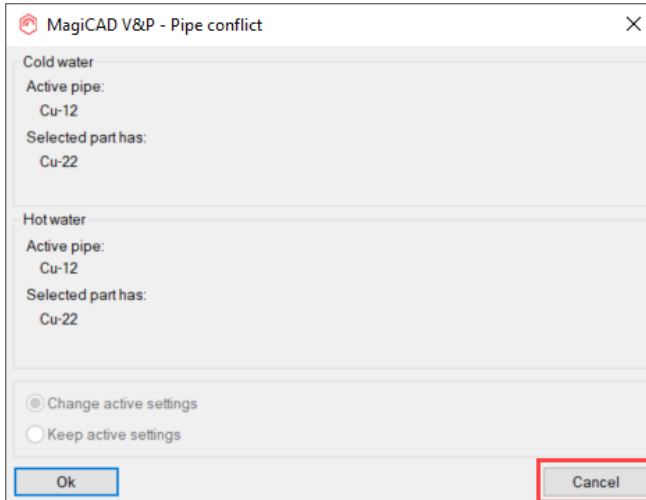 MagiCAD V&P - Pipe conflict
Cold water
Active pipe:
Cu-12
Selected part has:
Cu-22
Hot water
Active pipe:
Cu-12
Selected part has:
Cu-22
Change active settings
Keep active settings
Ok
Cancel